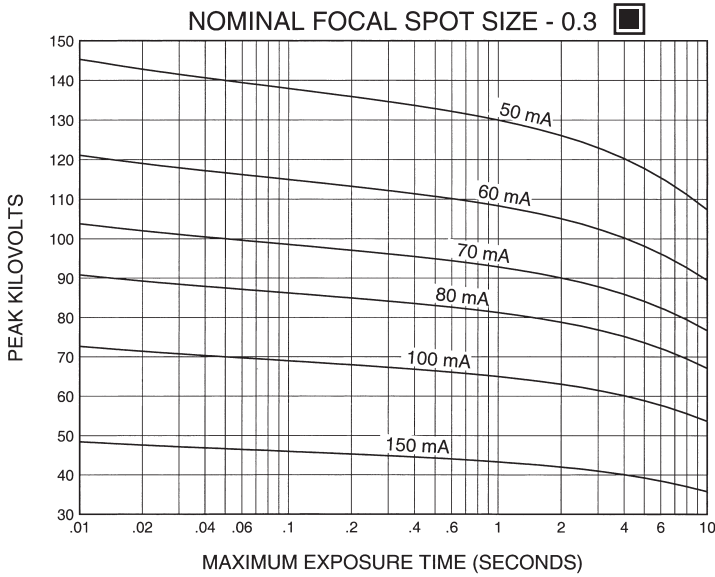 NOMINAL FOCAL SPOT SIZE - 0.3
150
140
130
120
110
100
90
80
70
60
50
40
30
PEAK KILOVOLTS
50 mA
60 mA
70 mA
80 mA
100 mA
150 mA
.01 .02 .04 .06 .1 .2 .4 .6 1 2 4 6 10
MAXIMUM EXPOSURE TIME (SECONDS)